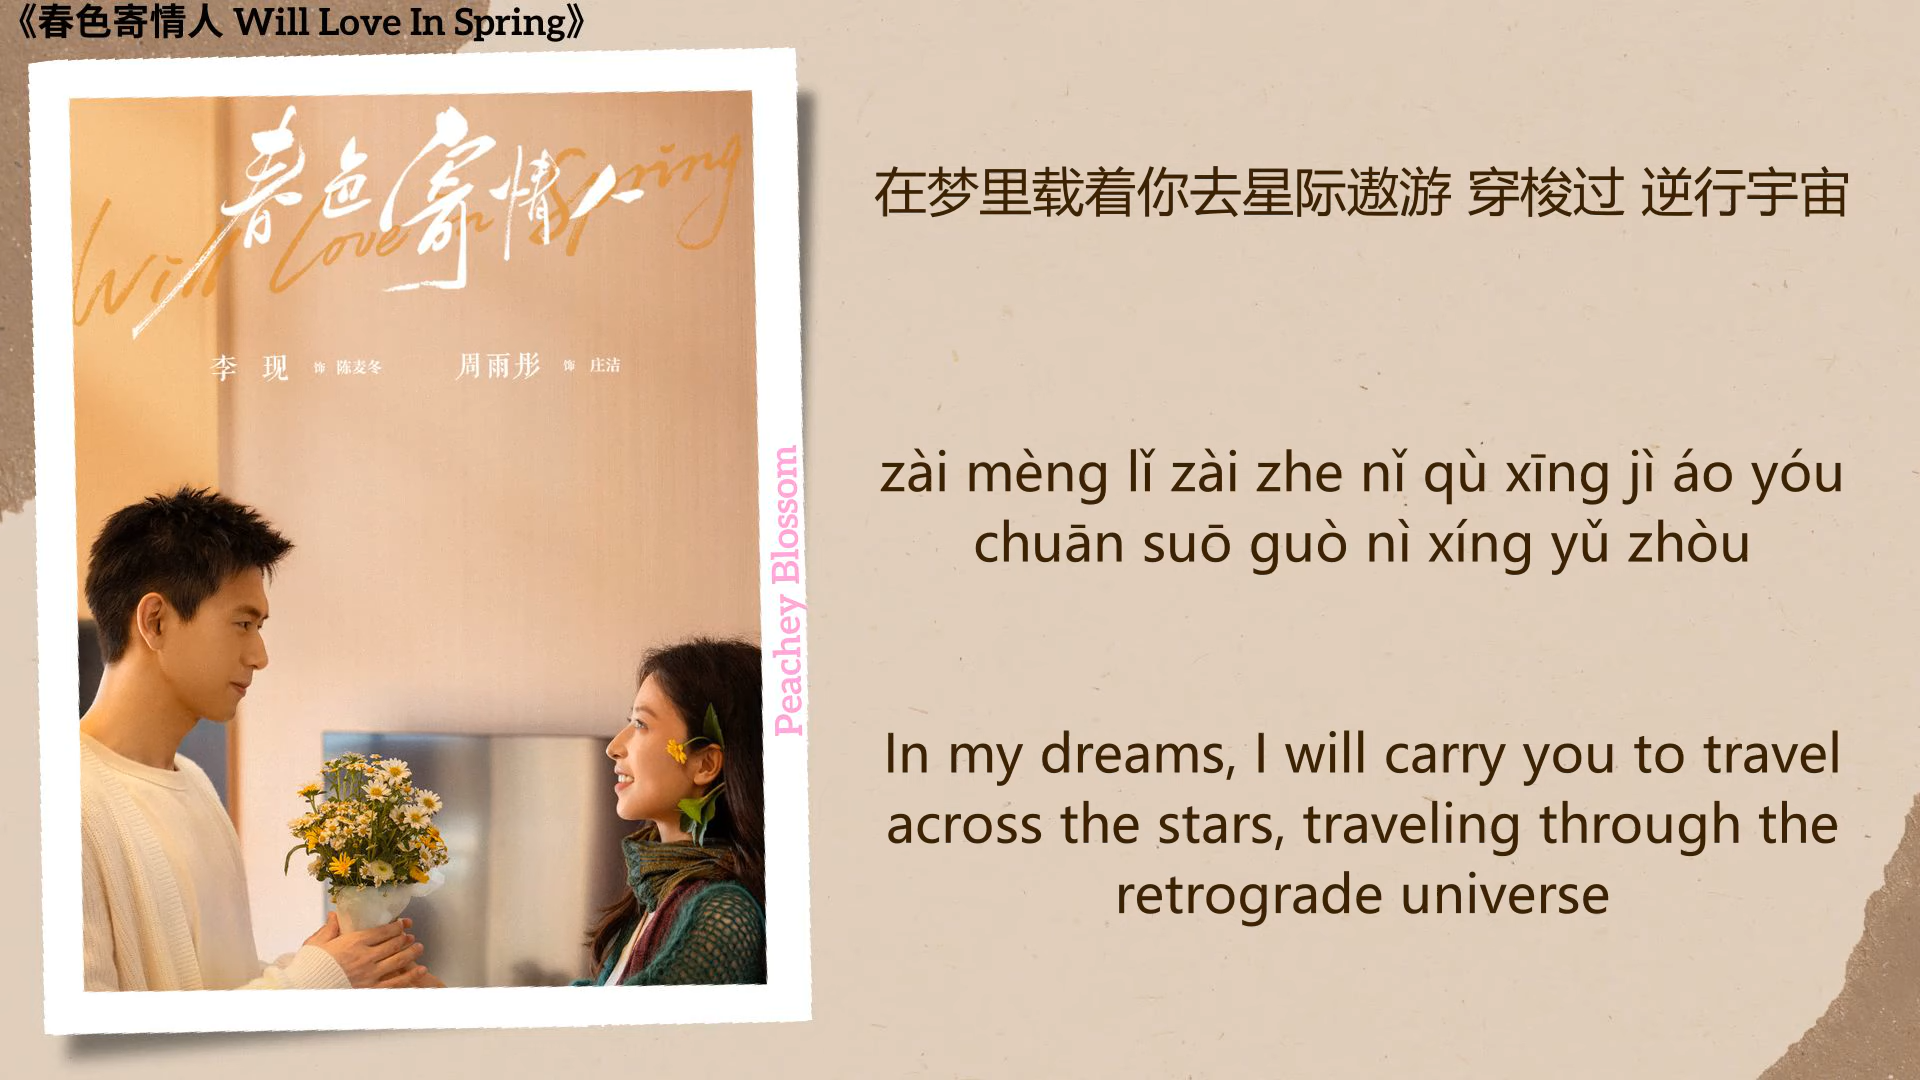 《春色寄情人 Will Love In Spring》
春色寄情人
Will Love in Spring
李现 饰 陈麦冬 周雨彤 饰 庄洁
Peachey Blossom
在梦里载着你去星际遨游 穿梭过 逆行宇宙
zài mèng lǐ zài zhe nǐ qù xīng jì áo yóu
chuān suō guò nì xíng yǔ zhòu
In my dreams, I will carry you to travel
across the stars, traveling through the
retrograde universe